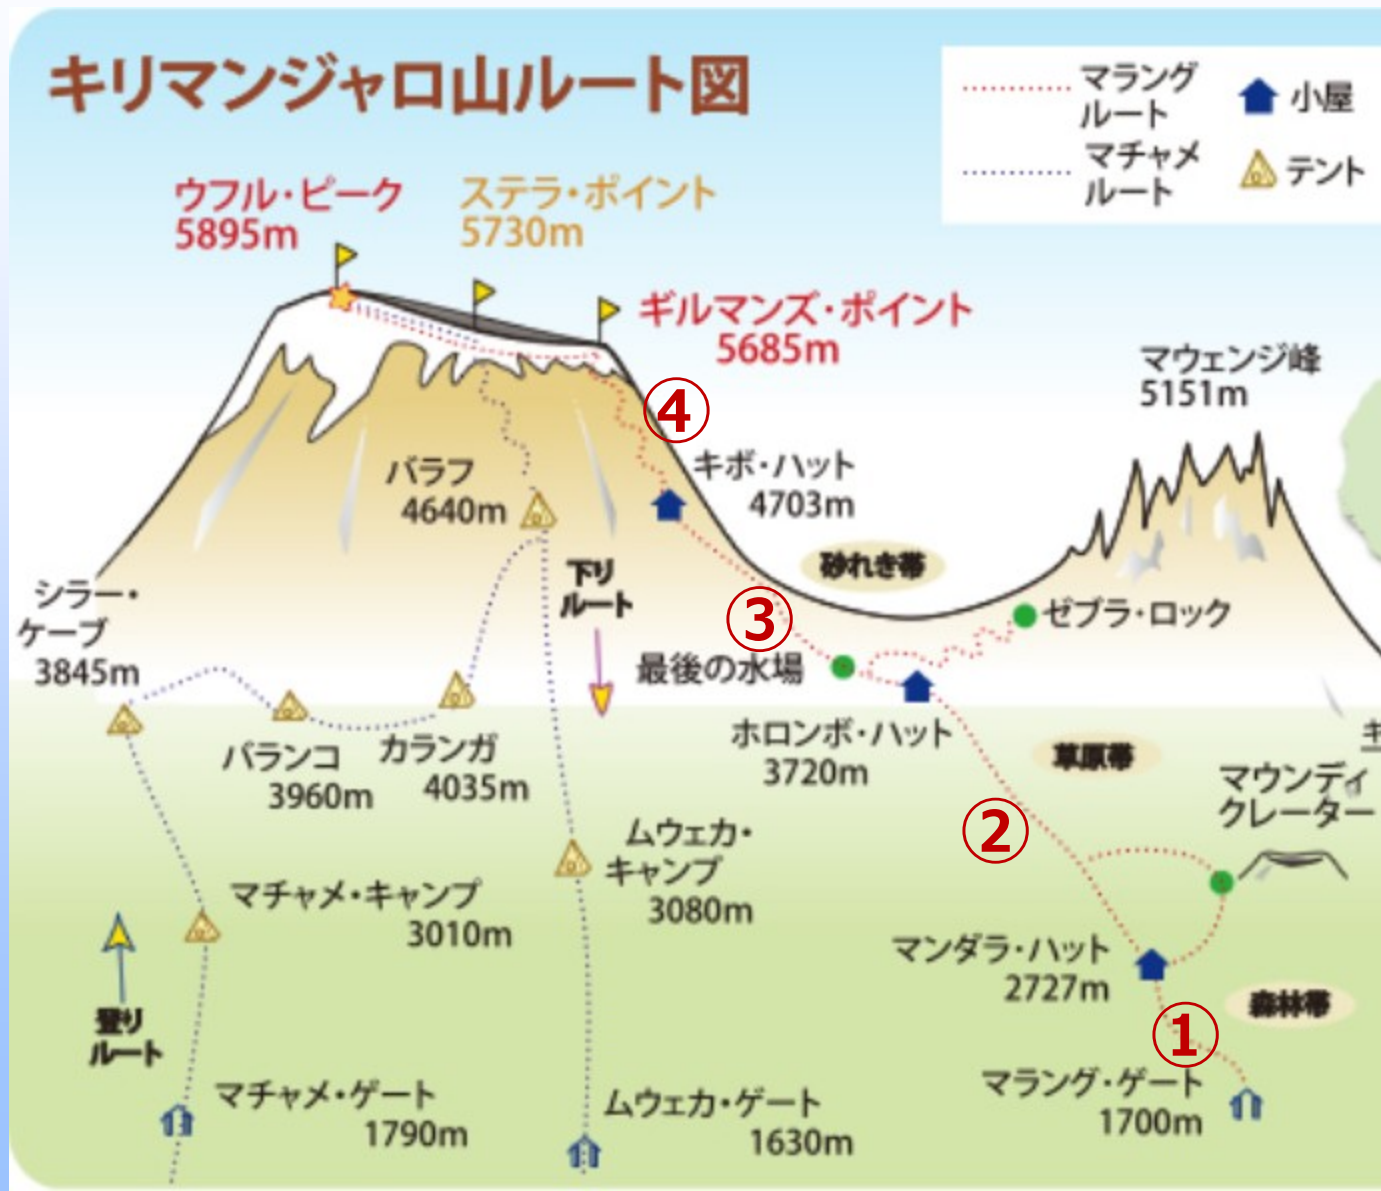 キリマンジャロ山ルート図
マラング
ルート
小屋
マチャメ
ルート
テント
ウフル・ピーク
5895m
ステラ・ポイント
5730m
ギルマンズ・ポイント
5685m
マウェンジ峰
5151m
④
バラフ
4640m
キボ・ハット
4703m
砂れき帯
下り
ルート
シラー・
ケーブ
3845m
③
ゼブラ・ロック
最後の水場
バランコ
3960m
カランガ
4035m
ホロンボ・ハット
3720m
草原帯
キ
マウンディ
クレーター
②
ムウェカ・
キャンプ
3080m
マチャメ・キャンプ
3010m
マンダラ・ハット
2727m
森林帯
登り
ルート
①
マチャメ・ゲート
1790m
ムウェカ・ゲート
1630m
マラング・ゲート
1700m